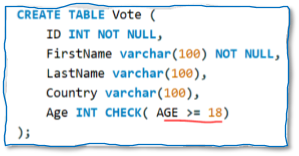 CREATE TABLE Vote (
ID INT NOT NULL,
FirstName varchar(100) NOT NULL,
LastName varchar(100),
Country varchar(100),
Age INT CHECK( AGE >= 18)
);